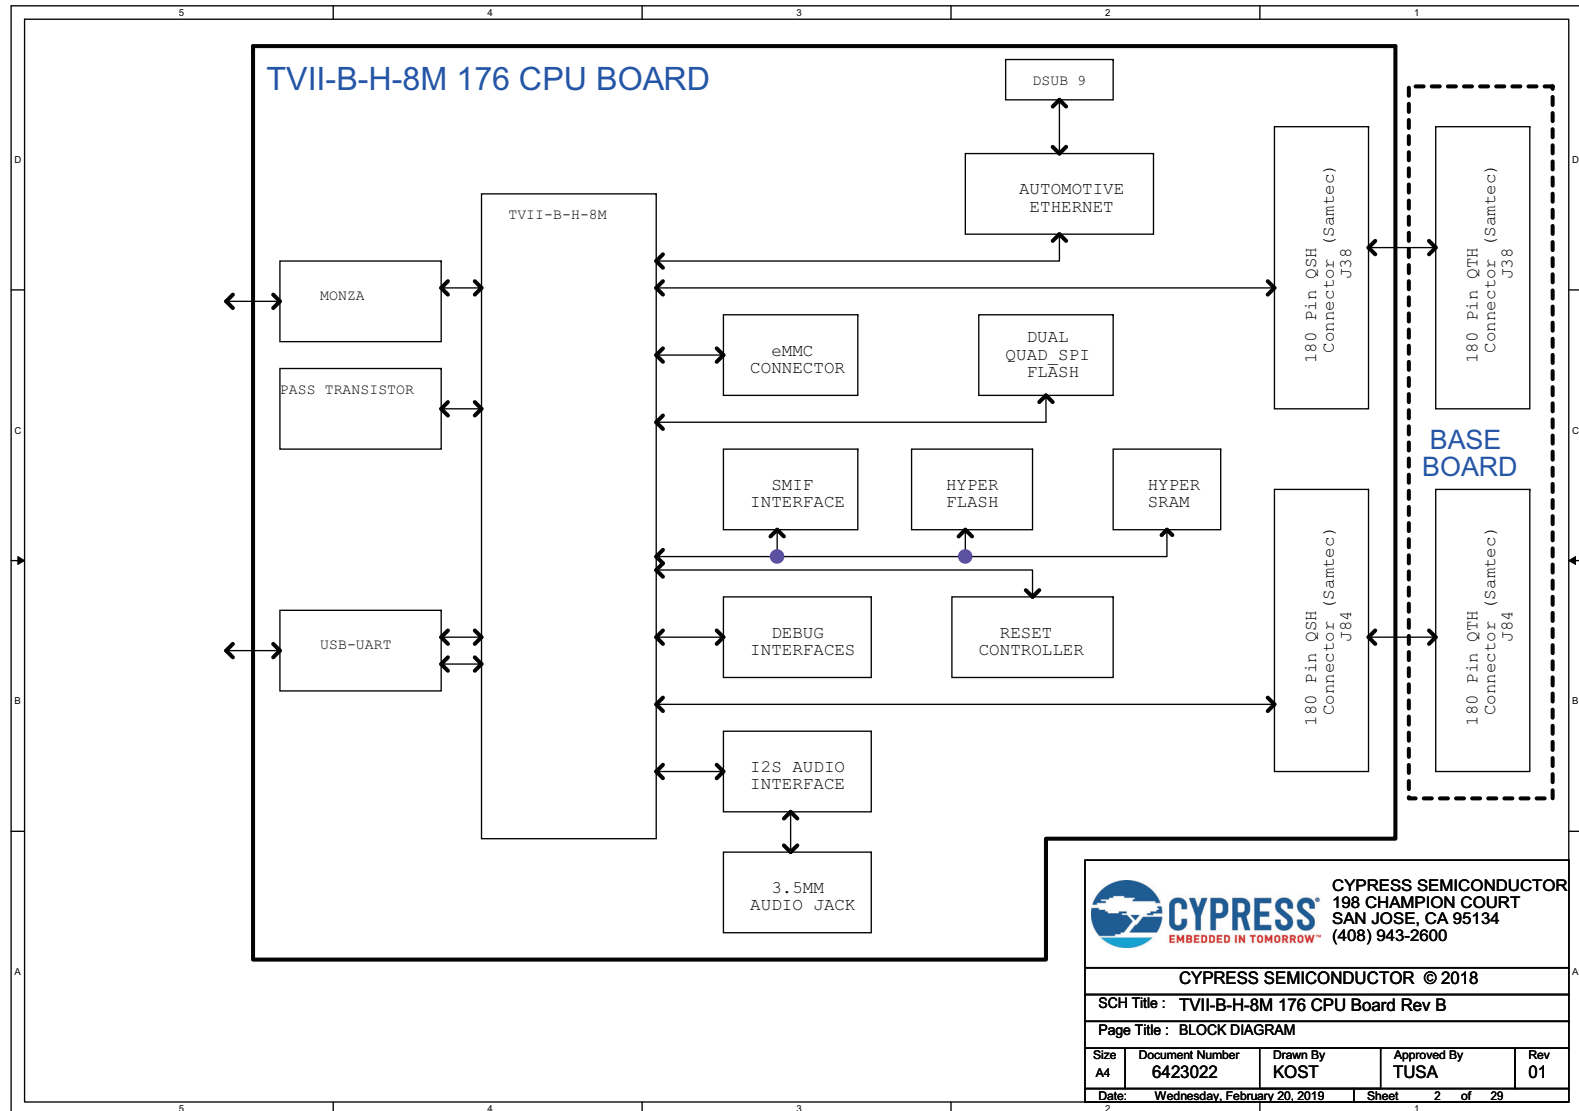 5 4 3 2 1
TVII-B-H-8M 176 CPU BOARD
DSUB 9
D D
AUTOMOTIVE
ETHERNET
TVII-B-H-8M
180 Pin QSH
Connector (Samtec)
J38
180 Pin QTH
Connector (Samtec)
J38
MONZA
eMMC
CONNECTOR
DUAL
QUAD_SPI
FLASH
PASS TRANSISTOR
C C
BASE
BOARD
SMIF
INTERFACE
HYPER
FLASH
HYPER
SRAM
180 Pin QSH
Connector (Samtec)
J84
180 Pin QTH
Connector (Samtec)
J84
USB-UART
DEBUG
INTERFACES
RESET
CONTROLLER
B B
I2S AUDIO
INTERFACE
3.5MM
AUDIO JACK
A A
CYPRESS®
EMBEDDED IN TOMORROW™
CYPRESS SEMICONDUCTOR
198 CHAMPION COURT
SAN JOSE, CA 95134
(408) 943-2600
CYPRESS SEMICONDUCTOR © 2018
SCH Title : TVII-B-H-8M 176 CPU Board Rev B
Page Title : BLOCK DIAGRAM
Size Document Number Drawn By Approved By Rev
A4 6423022 KOST TUSA 01
Date: Wednesday, February 20, 2019 Sheet 2 of 29
5 4 3 2 1